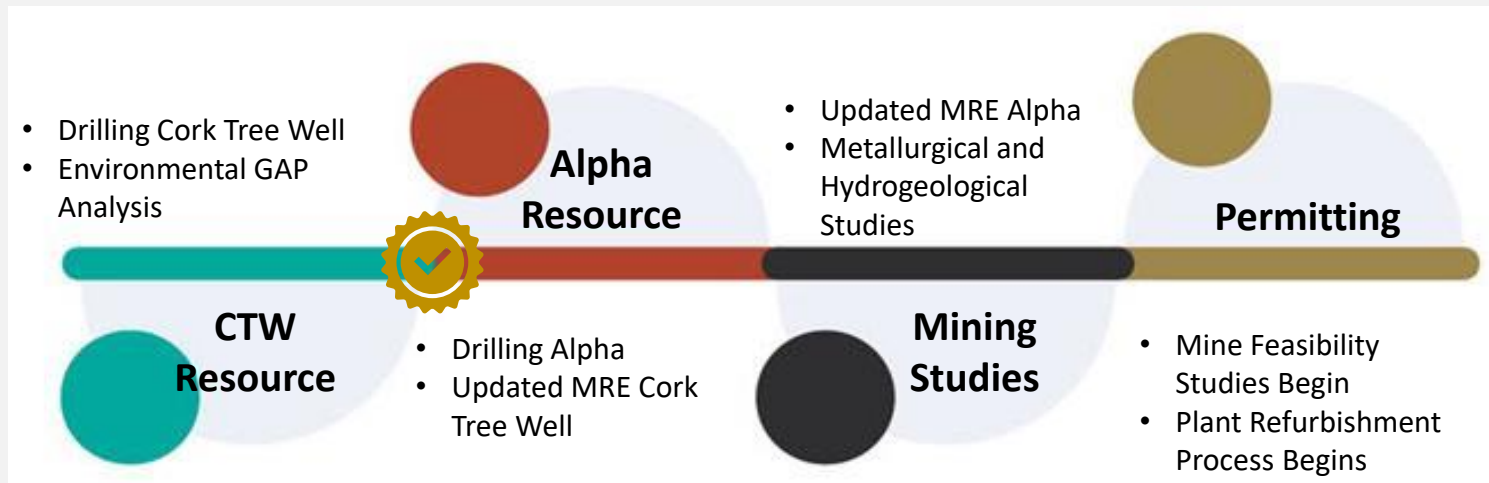 • Drilling Cork Tree Well
• Environmental GAP
Analysis
CTW
Resource
Alpha
Resource
• Drilling Alpha
• Updated MRE Cork
Tree Well
• Updated MRE Alpha
• Metallurgical and
Hydrogeological
Studies
Mining
Studies
Permitting
• Mine Feasibility
Studies Begin
• Plant Refurbishment
Process Begins